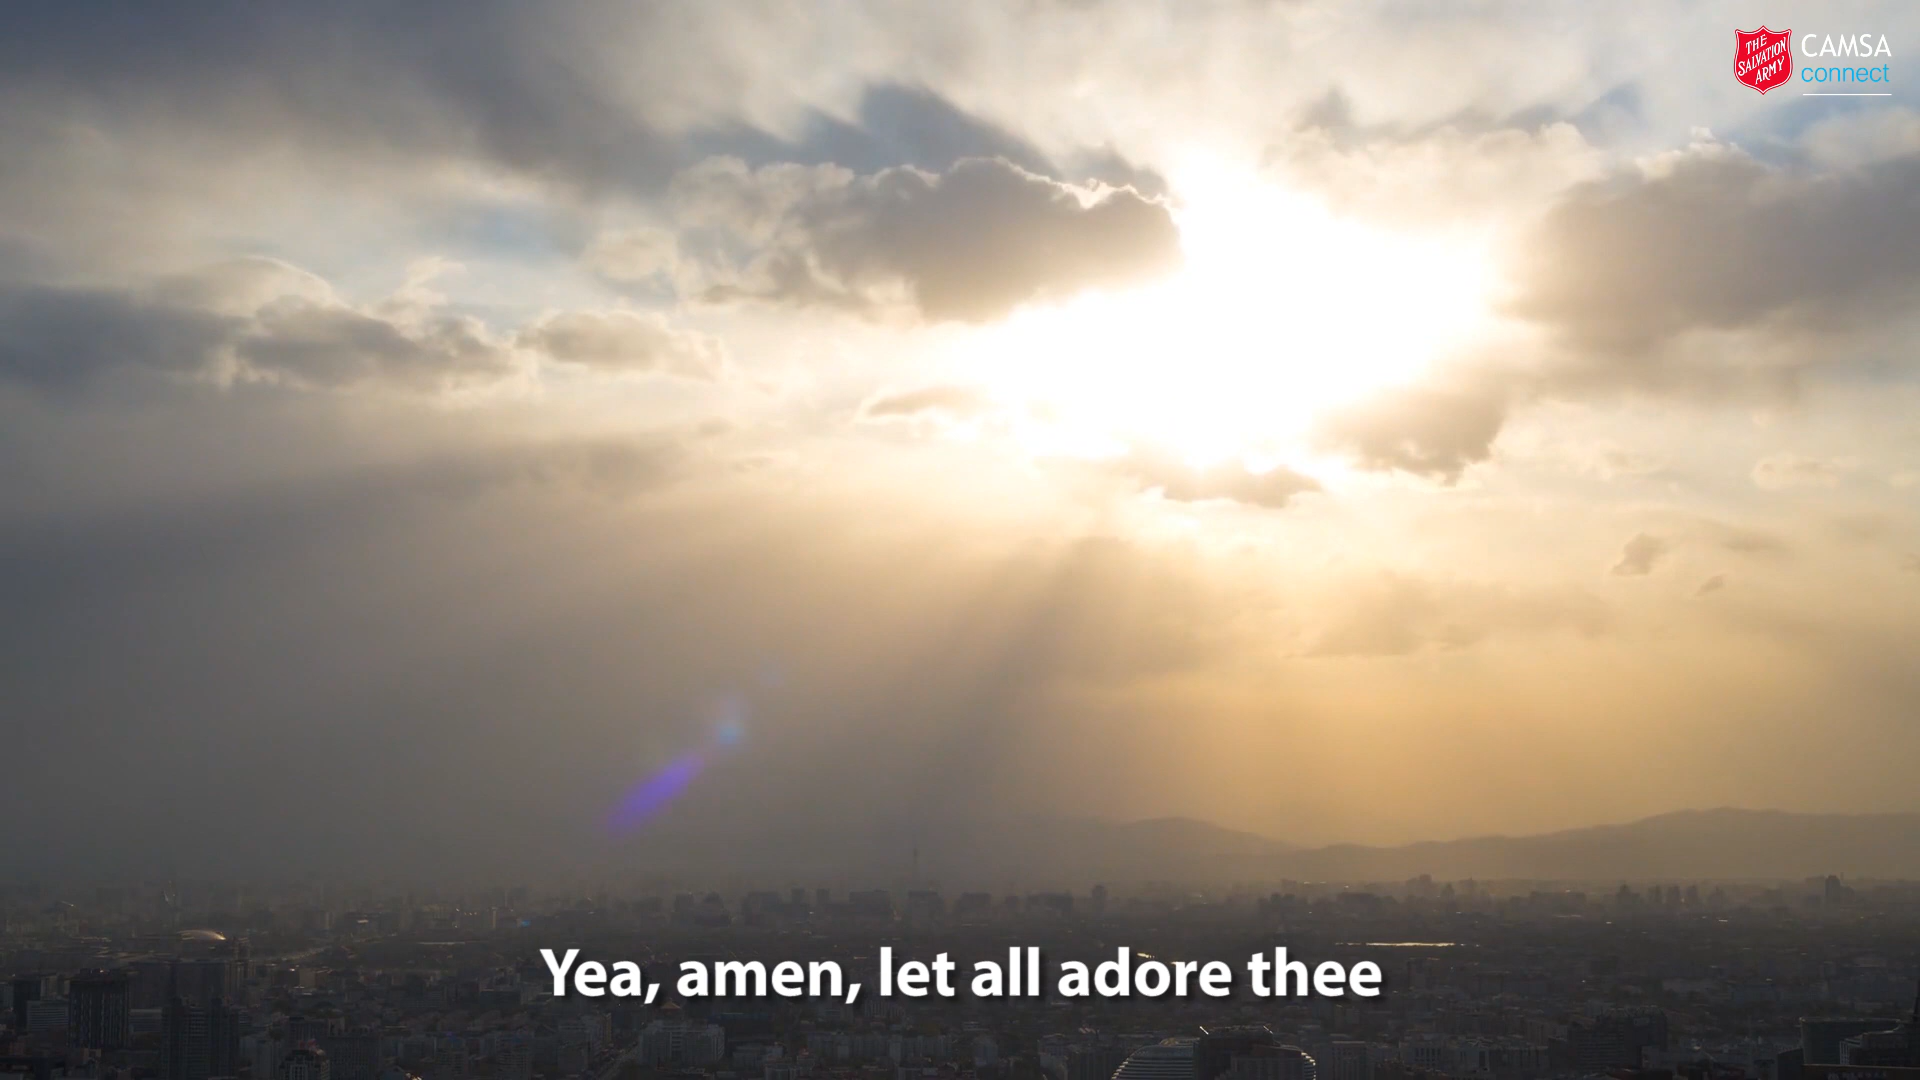 THE
SALVATION
ARMY
CAMSA
connect
Yea, amen, let all adore thee